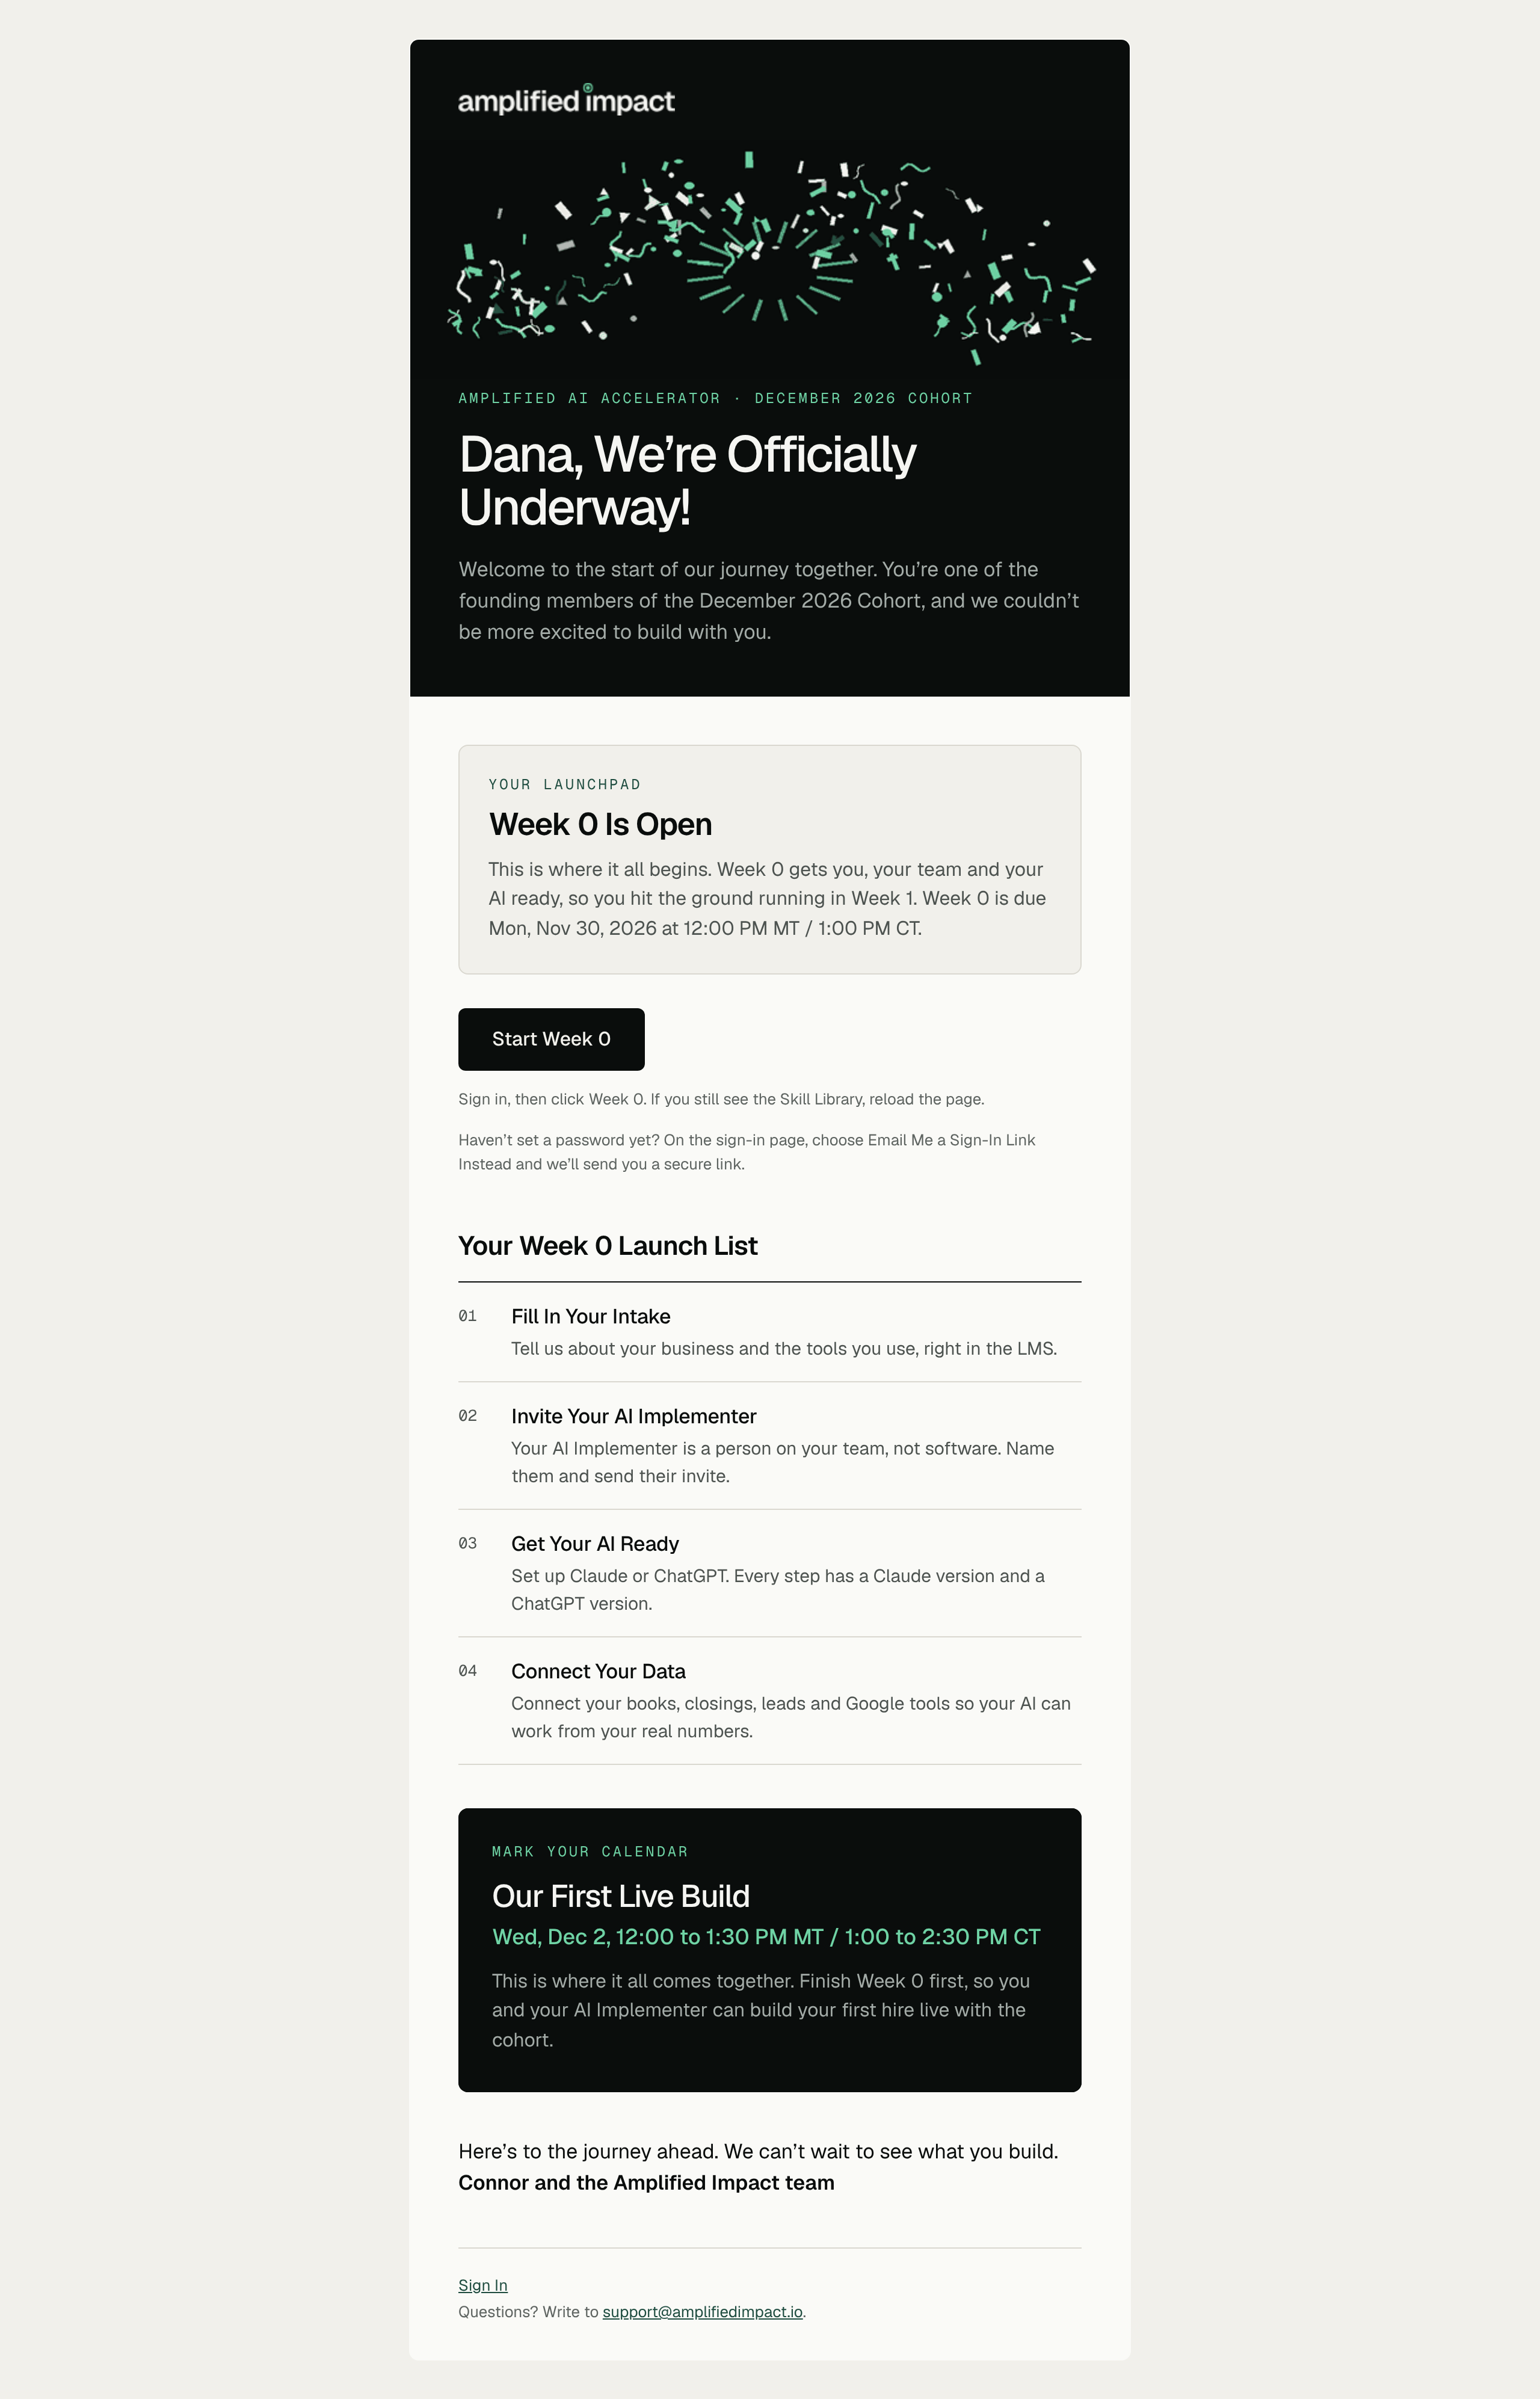 amplified impact
AMPLIFIED AI ACCELERATOR · DECEMBER 2026 COHORT
Dana, We’re Officially
Underway!
Welcome to the start of our journey together. You’re one of the
founding members of the December 2026 Cohort, and we couldn’t
be more excited to build with you.
YOUR LAUNCHPAD
Week 0 Is Open
This is where it all begins. Week 0 gets you, your team and your
AI ready, so you hit the ground running in Week 1. Week 0 is due
Mon, Nov 30, 2026 at 12:00 PM MT / 1:00 PM CT.
Start Week 0
Sign in, then click Week 0. If you still see the Skill Library, reload the page.
Haven’t set a password yet? On the sign-in page, choose Email Me a Sign-In Link
Instead and we’ll send you a secure link.
Your Week 0 Launch List
01 Fill In Your Intake
Tell us about your business and the tools you use, right in the LMS.
02 Invite Your AI Implementer
Your AI Implementer is a person on your team, not software. Name
them and send their invite.
03 Get Your AI Ready
Set up Claude or ChatGPT. Every step has a Claude version and a
ChatGPT version.
04 Connect Your Data
Connect your books, closings, leads and Google tools so your AI can
work from your real numbers.
MARK YOUR CALENDAR
Our First Live Build
Wed, Dec 2, 12:00 to 1:30 PM MT / 1:00 to 2:30 PM CT
This is where it all comes together. Finish Week 0 first, so you
and your AI Implementer can build your first hire live with the
cohort.
Here’s to the journey ahead. We can’t wait to see what you build.
Connor and the Amplified Impact team
Sign In
Questions? Write to support@amplifiedimpact.io.